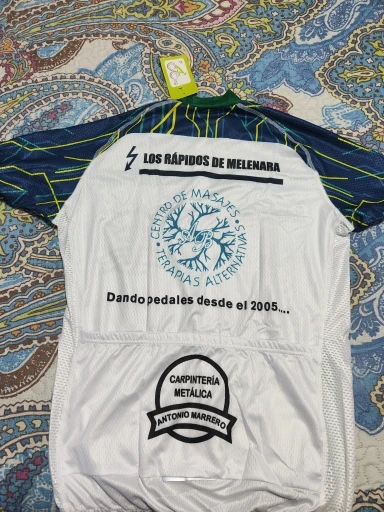 LOS RÁPIDOS DE MELENARA
CENTRO DE MASAJES
TERAPIAS ALTERNATIVAS
Dando pedales desde el 2005....
CARPINTERÍA
METÁLICA
ANTONIO MARRERO